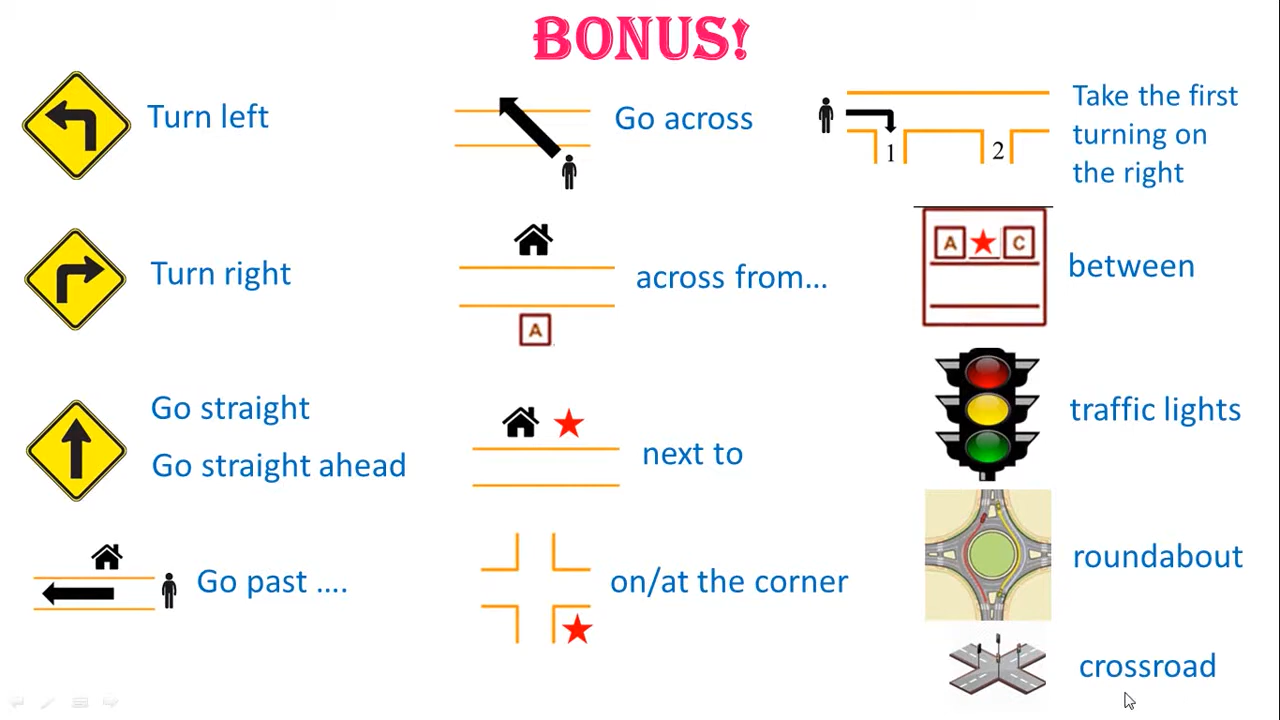 BONUS!
Turn left
Turn right
Go straight
Go straight ahead
Go past ....
Go across
across from...
A
next to
on/at the corner
1
2
Take the first
turning on
the right
A C
between
traffic lights
roundabout
crossroad